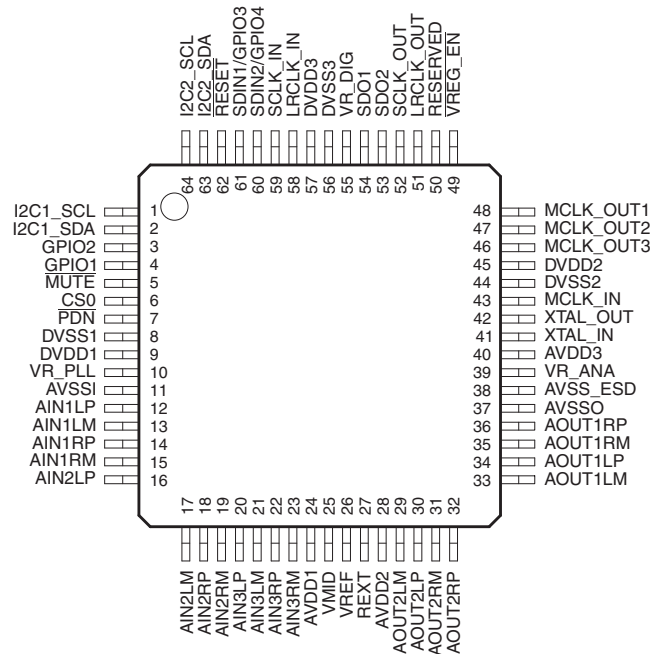 I2C2_SCL
I2C2_SDA
RESET
SDIN1/GPIO3
SDIN2/GPIO4
SCLK_IN
LRCLK_IN
DVDD3
DVSS3
VR_DIG
SDO1
SDO2
SCLK_OUT
LRCLK_OUT
RESERVED
VREG_EN
64 63 62 61 60 59 58 57 56 55 54 53 52 51 50 49
I2C1_SCL 1
I2C1_SDA 2
GPIO2 3
GPIO1 4
MUTE 5
CS0 6
PDN 7
DVSS1 8
DVDD1 9
VR_PLL 10
AVSSI 11
AIN1LP 12
AIN1LM 13
AIN1RP 14
AIN1RM 15
AIN2LP 16
48 MCLK_OUT1
47 MCLK_OUT2
46 MCLK_OUT3
45 DVDD2
44 DVSS2
43 MCLK_IN
42 XTAL_OUT
41 XTAL_IN
40 AVDD3
39 VR_ANA
38 AVSS_ESD
37 AVSSO
36 AOUT1RP
35 AOUT1RM
34 AOUT1LP
33 AOUT1LM
17 18 19 20 21 22 23 24 25 26 27 28 29 30 31 32
AIN2LM
AIN2RP
AIN2RM
AIN3LP
AIN3LM
AIN3RP
AIN3RM
AVDD1
VMID
VREF
REXT
AVDD2
AOUT2LM
AOUT2LP
AOUT2RM
AOUT2RP